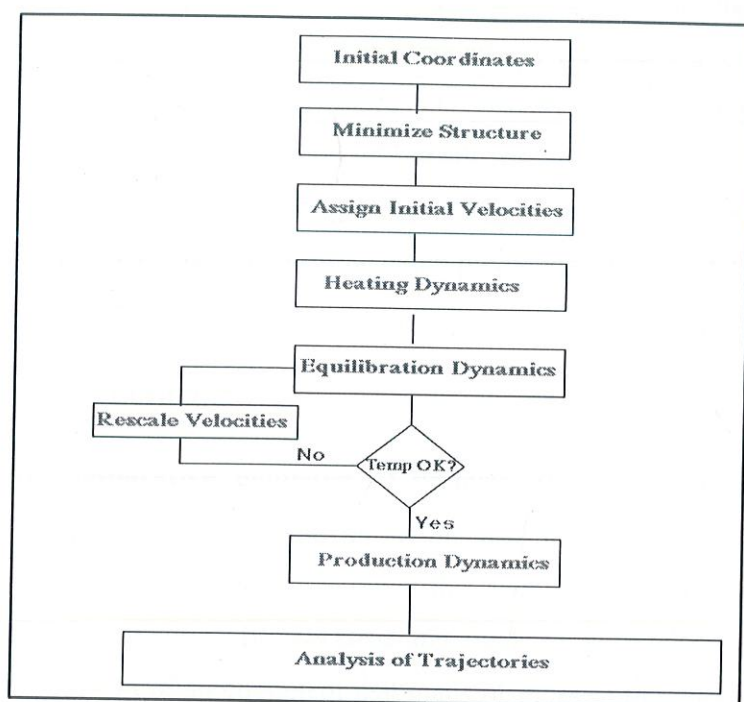 Initial Coordinates
Minimize Structure
Assign Initial Velocities
Heating Dynamics
Equilibration Dynamics
Rescale Velocities
No
Temp OK?
Yes
Production Dynamics
Analysis of Trajectories